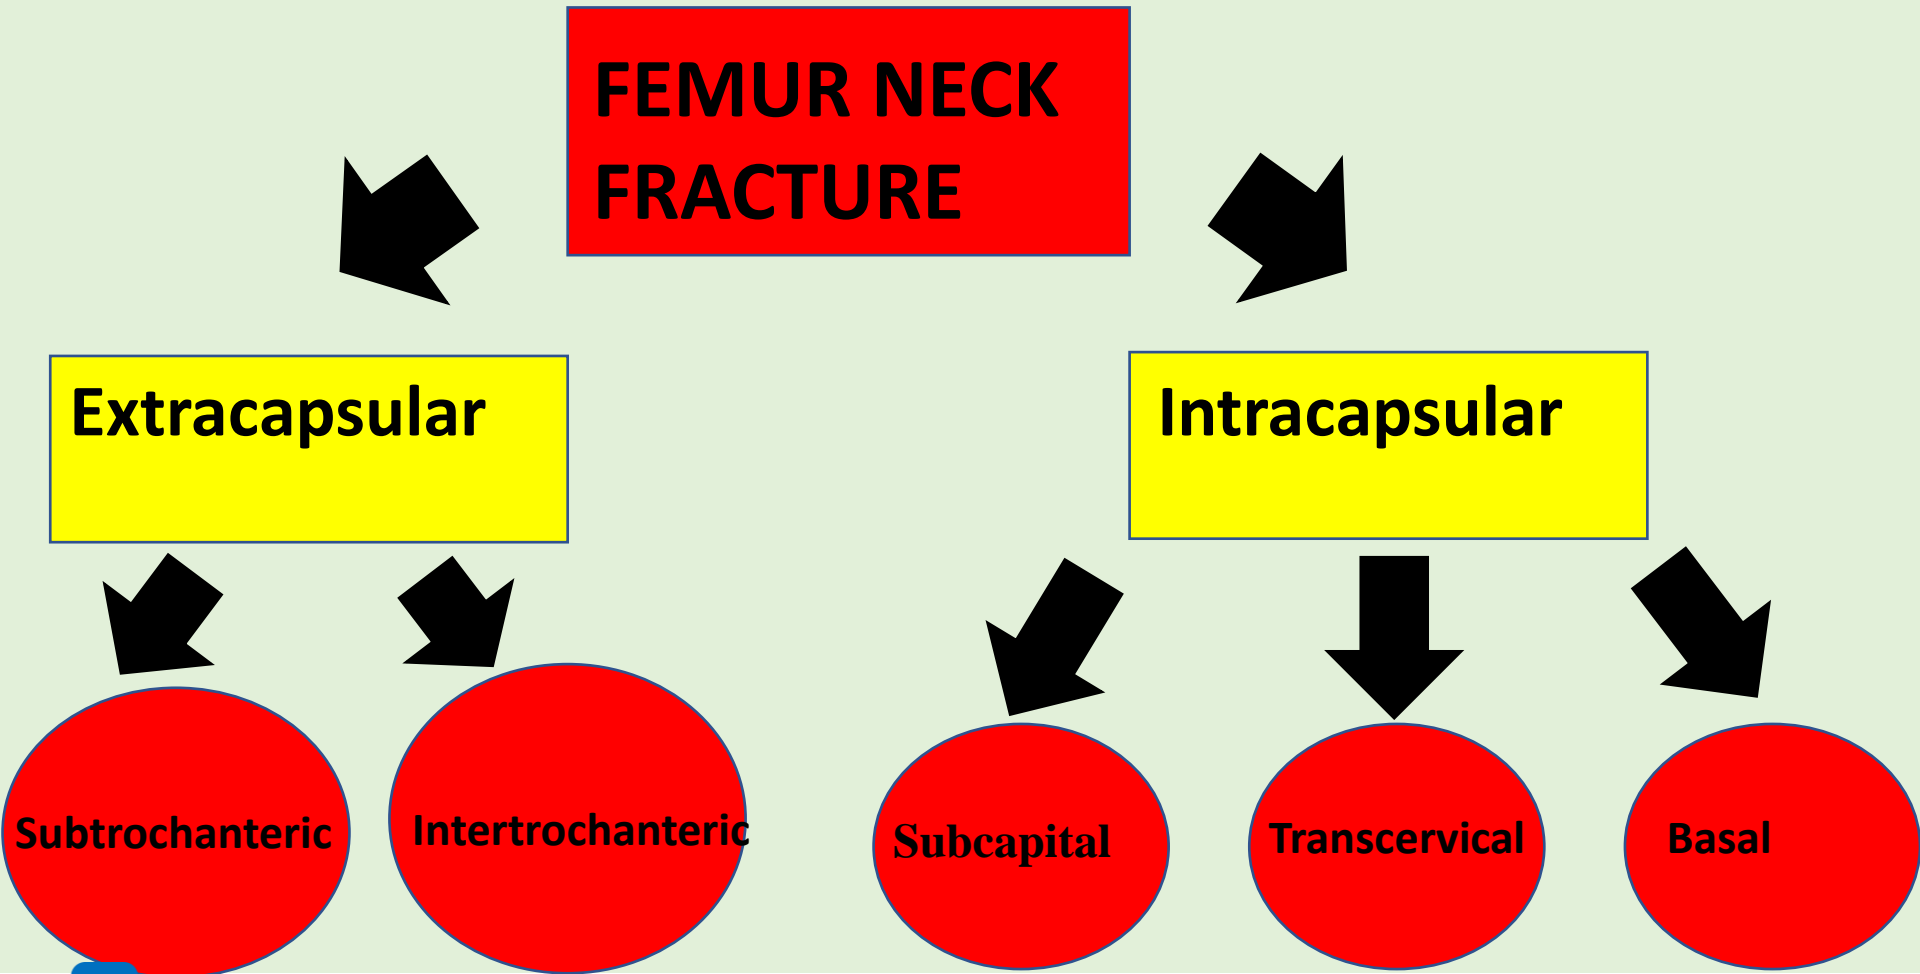 FEMUR NECK
FRACTURE
Extracapsular
Intracapsular
Subtrochanteric
Intertrochanteric
Subcapital
Transcervical
Basal